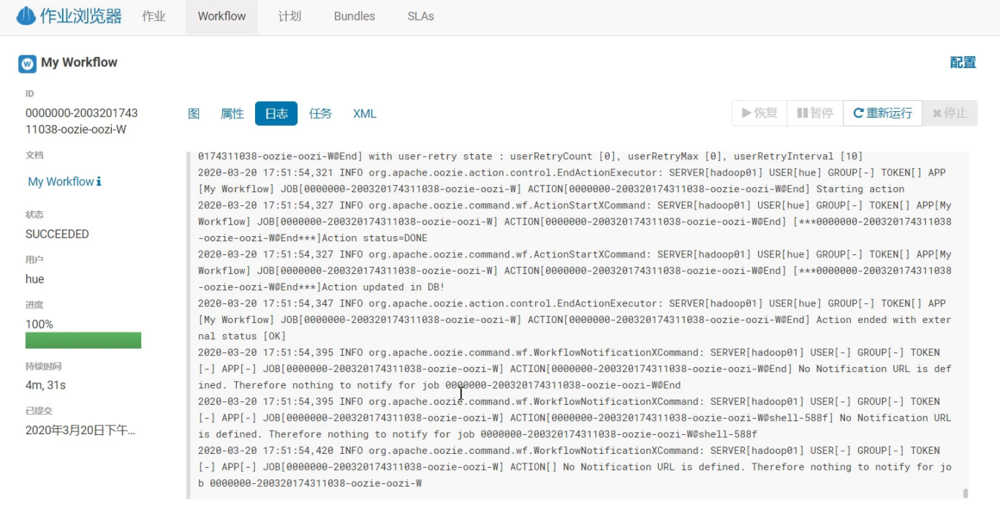 作业浏览器 作业 Workflow 计划 Bundles SLAs
My Workflow 配置
ID
0000000-2003201743
11038-oozie-oozi-W
文档
My Workflow
状态
SUCCEEDED
用户
hue
进度
100%
持续时间
4m, 31s
已提交
2020年3月20日下午...
图 属性 日志 任务 XML 恢复 暂停 重新运行 停止
0174311038-oozie-oozi-W@End] with user-retry state : userRetryCount [0], userRetryMax [0], userRetryInterval [10]
2020-03-20 17:51:54,321 INFO org.apache.oozie.action.control.EndActionExecutor: SERVER[hadoop01] USER[hue] GROUP[-] TOKEN[] APP
[My Workflow] JOB[0000000-200320174311038-oozie-oozi-W] ACTION[0000000-200320174311038-oozie-oozi-W@End] Starting action
2020-03-20 17:51:54,327 INFO org.apache.oozie.command.wf.ActionStartXCommand: SERVER[hadoop01] USER[hue] GROUP[-] TOKEN[] APP[My
Workflow] JOB[0000000-200320174311038-oozie-oozi-W] ACTION[0000000-200320174311038-oozie-oozi-W@End] [***0000000-200320174311038
-oozie-oozi-W@End***]Action status=DONE
2020-03-20 17:51:54,327 INFO org.apache.oozie.command.wf.ActionStartXCommand: SERVER[hadoop01] USER[hue] GROUP[-] TOKEN[] APP[My
Workflow] JOB[0000000-200320174311038-oozie-oozi-W] ACTION[0000000-200320174311038-oozie-oozi-W@End] [***0000000-200320174311038
-oozie-oozi-W@End***]Action updated in DB!
2020-03-20 17:51:54,347 INFO org.apache.oozie.action.control.EndActionExecutor: SERVER[hadoop01] USER[hue] GROUP[-] TOKEN[] APP
[My Workflow] JOB[0000000-200320174311038-oozie-oozi-W] ACTION[0000000-200320174311038-oozie-oozi-W@End] Action ended with exter
nal status [OK]
2020-03-20 17:51:54,395 INFO org.apache.oozie.command.wf.WorkflowNotificationXCommand: SERVER[hadoop01] USER[-] GROUP[-] TOKEN
[-] APP[-] JOB[0000000-200320174311038-oozie-oozi-W] ACTION[0000000-200320174311038-oozie-oozi-W@End] No Notification URL is def
ined. Therefore nothing to notify for job 0000000-200320174311038-oozie-oozi-W@End
2020-03-20 17:51:54,395 INFO org.apache.oozie.command.wf.WorkflowNotificationXCommand: SERVER[hadoop01] USER[-] GROUP[-] TOKEN
[-] APP[-] JOB[0000000-200320174311038-oozie-oozi-W] ACTION[0000000-200320174311038-oozie-oozi-W@shell-588f] No Notification URL
is defined. Therefore nothing to notify for job 0000000-200320174311038-oozie-oozi-W@shell-588f
2020-03-20 17:51:54,420 INFO org.apache.oozie.command.wf.WorkflowNotificationXCommand: SERVER[hadoop01] USER[-] GROUP[-] TOKEN
[-] APP[-] JOB[0000000-200320174311038-oozie-oozi-W] ACTION[] No Notification URL is defined. Therefore nothing to notify for jo
b 0000000-200320174311038-oozie-oozi-W